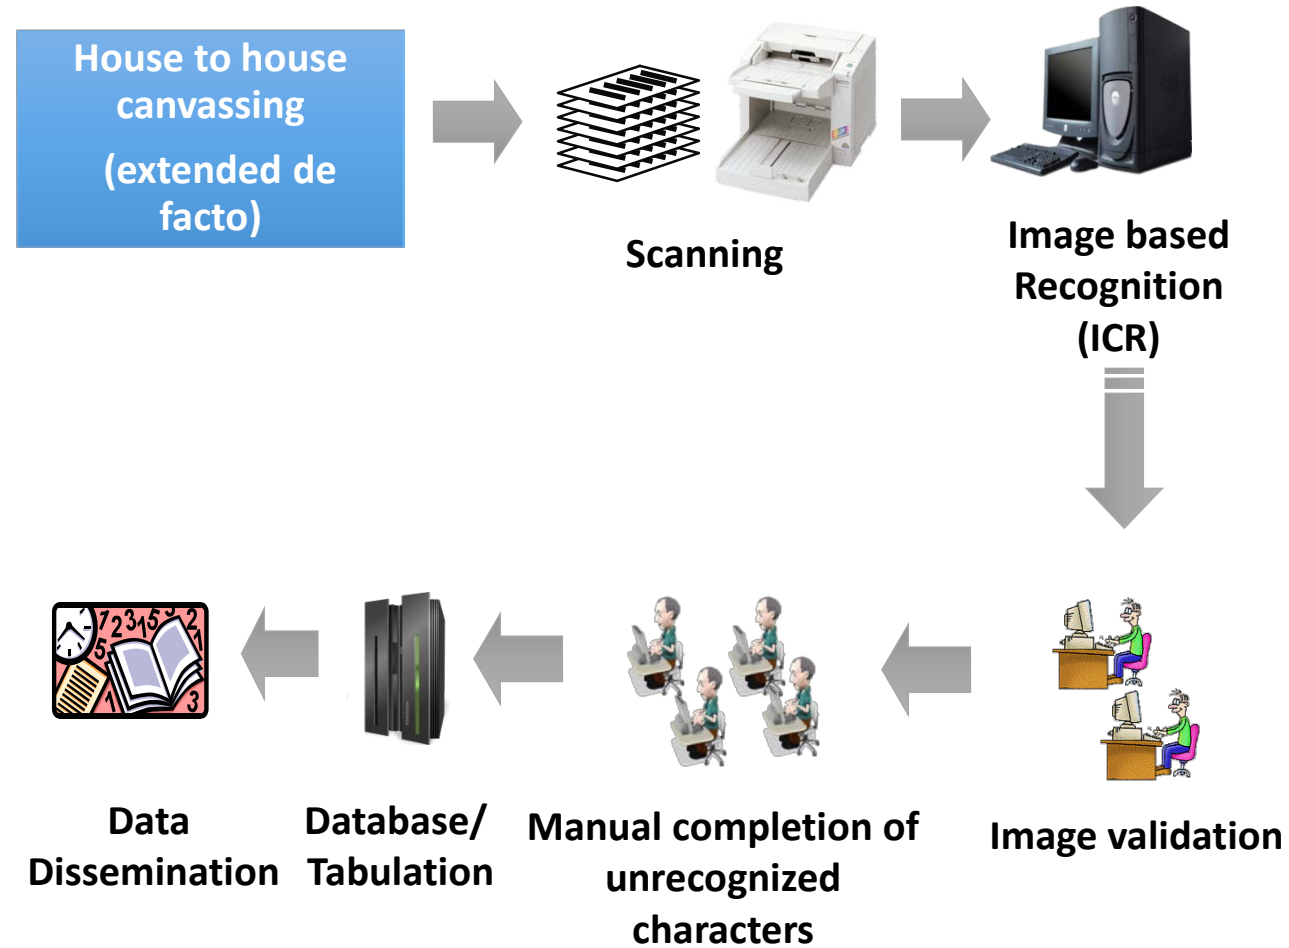 House to house
canvassing
(extended de
facto)
Scanning
Image based
Recognition
(ICR)
Image validation
Manual completion of
unrecognized
characters
Database/
Tabulation
Data
Dissemination